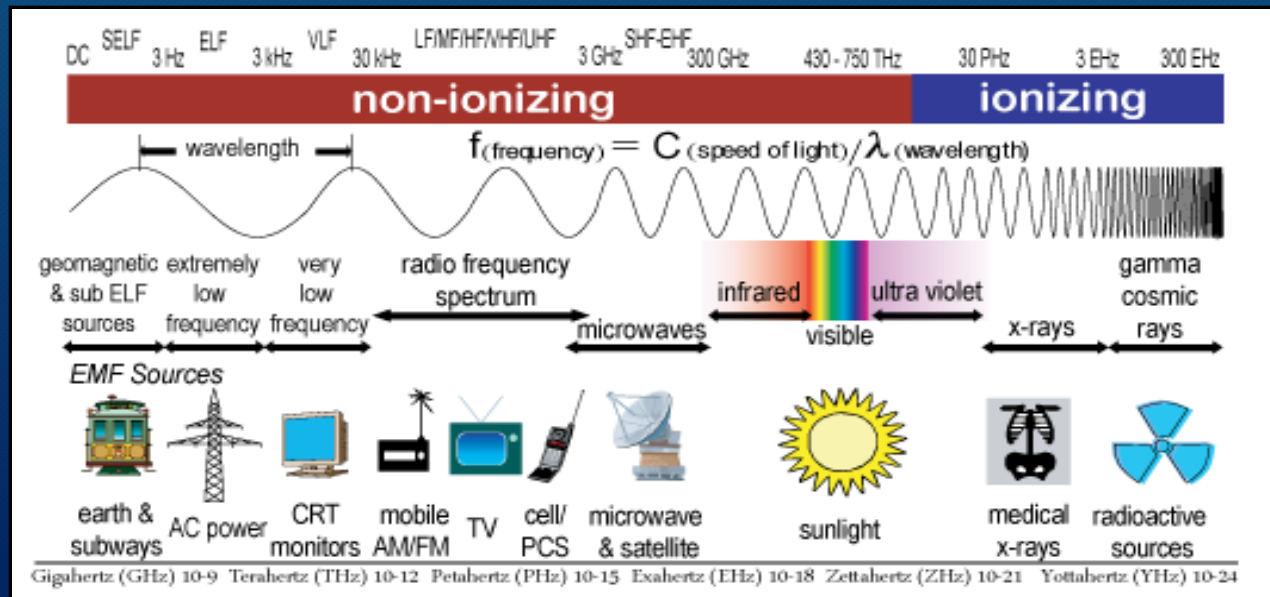 DC SELF 3 Hz ELF 3 kHz VLF 30 kHz LF/MF/HF/VHF/UHF 3 GHz SHF-EHF 300 GHz 430 - 750 THz 30 PHz 3 EHz 300 EHz
non-ionizing ionizing
wavelength f(frequency) = C (speed of light)/λ (wavelength)
geomagnetic
& sub ELF
sources
extremely
low
frequency
very
low
frequency
radio frequency
spectrum
microwaves
infrared
visible
ultra violet
x-rays
gamma
cosmic
rays
EMF Sources
earth &
subways
AC power
CRT
monitors
mobile
AM/FM
TV
cell/
PCS
microwave
& satellite
sunlight
medical
x-rays
radioactive
sources
Gigahertz (GHz) 10-9 Terahertz (THz) 10-12 Petahertz (PHz) 10-15 Exahertz (EHz) 10-18 Zettahertz (ZHz) 10-21 Yottahertz (YHz) 10-24